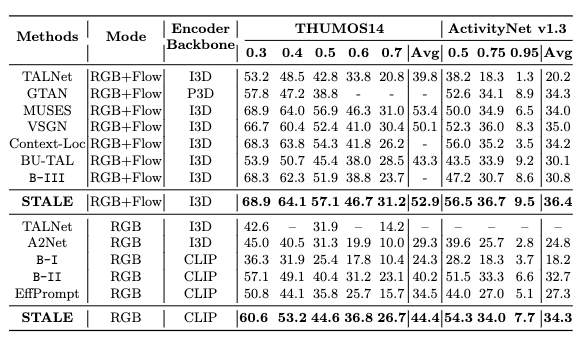 Methods Mode Encoder Backbone THUMOS14 ActivityNet v1.3
0.3 0.4 0.5 0.6 0.7 Avg 0.5 0.75 0.95 Avg
TALNet RGB+Flow I3D 53.2 48.5 42.8 33.8 20.8 39.8 38.2 18.3 1.3 20.2
GTAN RGB+Flow P3D 57.8 47.2 38.8 - - - 52.6 34.1 8.9 34.3
MUSES RGB+Flow I3D 68.9 64.0 56.9 46.3 31.0 53.4 50.0 34.9 6.5 34.0
VSGN RGB+Flow I3D 66.7 60.4 52.4 41.0 30.4 50.1 52.3 36.0 8.3 35.0
Context-Loc RGB+Flow I3D 68.3 63.8 54.3 41.8 26.2 - 56.0 35.2 3.5 34.2
BU-TAL RGB+Flow I3D 53.9 50.7 45.4 38.0 28.5 43.3 43.5 33.9 9.2 30.1
B-III RGB+Flow I3D 68.3 62.3 51.9 38.8 23.7 - 47.2 30.7 8.6 30.8
STALE RGB+Flow I3D 68.9 64.1 57.1 46.7 31.2 52.9 56.5 36.7 9.5 36.4
TALNet RGB I3D 42.6 – 31.9 – 14.2 – – – – –
A2Net RGB I3D 45.0 40.5 31.3 19.9 10.0 29.3 39.6 25.7 2.8 24.8
B-I RGB CLIP 36.3 31.9 25.4 17.8 10.4 24.3 28.2 18.3 3.7 18.2
B-II RGB CLIP 57.1 49.1 40.4 31.2 23.1 40.2 51.5 33.3 6.6 32.7
EffPrompt RGB CLIP 50.8 44.1 35.8 25.7 15.7 34.5 44.0 27.0 5.1 27.3
STALE RGB CLIP 60.6 53.2 44.6 36.8 26.7 44.4 54.3 34.0 7.7 34.3